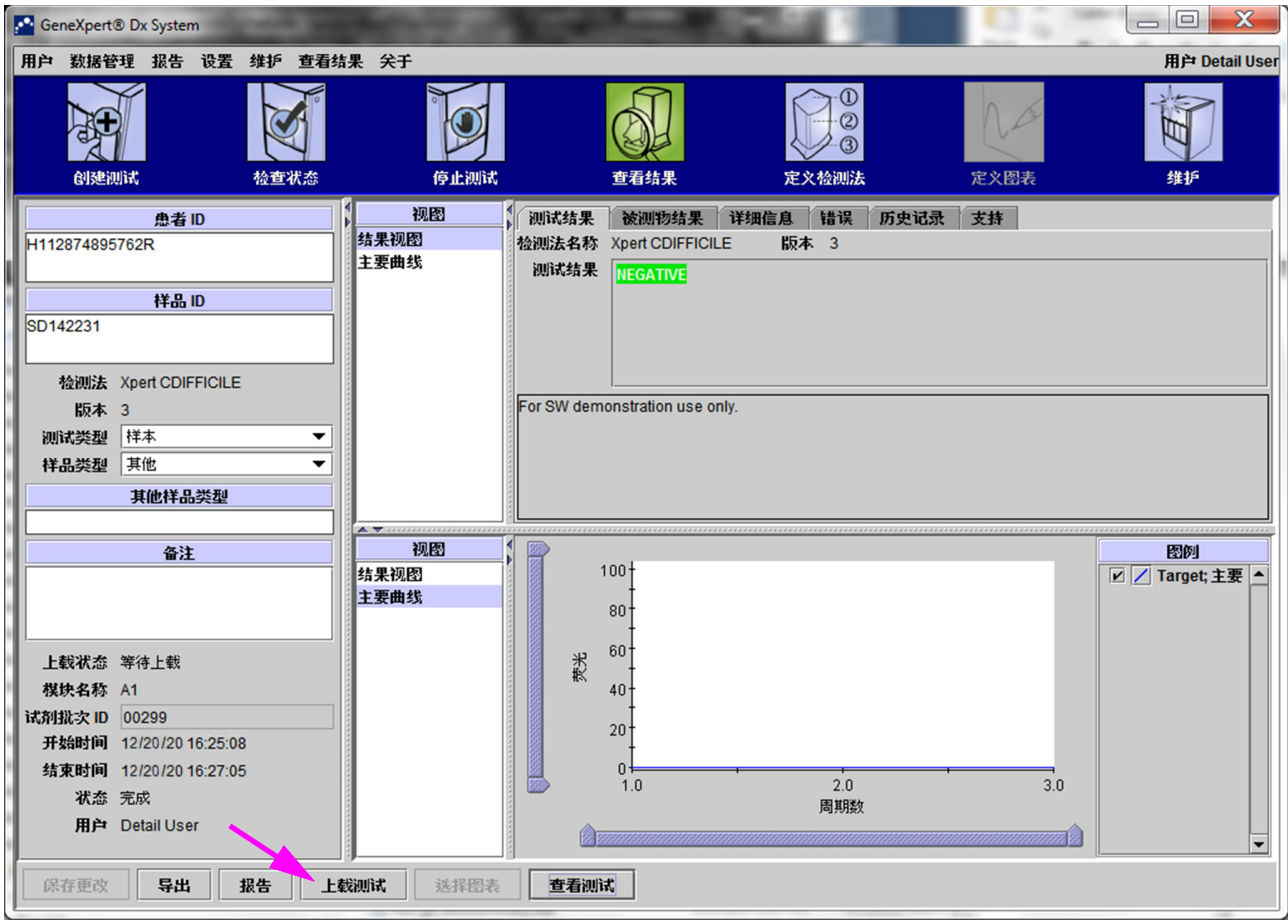 GeneXpert® Dx System
用户 数据管理 报告 设置 维护 查看结果 关于
用户 Detail User
创建测试
检查状态
停止测试
查看结果
定义检测法
定义图表
维护
患者 ID
H112874895762R
样品 ID
SD142231
检测法 Xpert CDIFFICILE
版本 3
测试类型 样本
样品类型 其他
其他样品类型
备注
上载状态 等待上载
模块名称 A1
试剂批次 ID 00299
开始时间 12/20/20 16:25:08
结束时间 12/20/20 16:27:05
状态 完成
用户 Detail User
视图
结果视图
主要曲线
测试结果 被测物结果 详细信息 错误 历史记录 支持
检测法名称 Xpert CDIFFICILE 版本 3
测试结果 NEGATIVE
For SW demonstration use only.
视图
结果视图
主要曲线
100
80
60
40
20
0
荧光
1.0 2.0 3.0
周期数
图例
Target; 主要
保存更改 导出 报告 上载测试 选择图表 查看测试